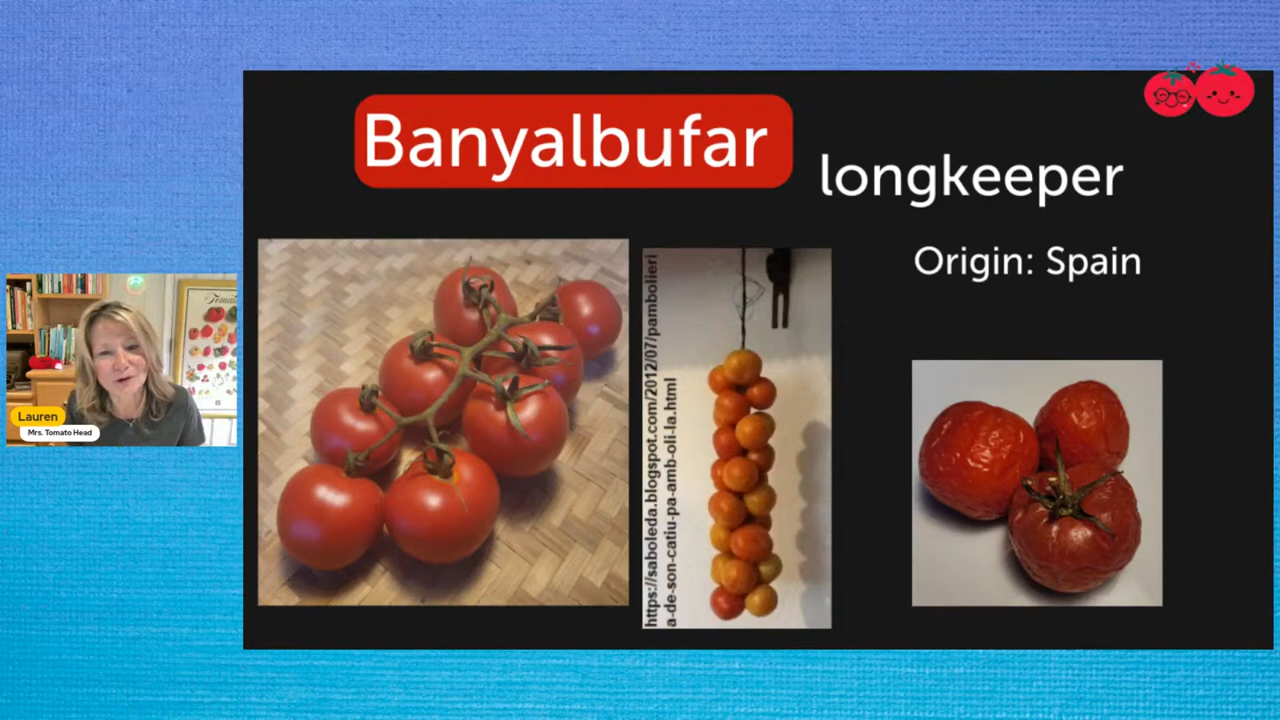 Banyalbufar
longkeeper
Origin: Spain
https://saboleda.blogspot.com/2012/07/pambolieri
a-de-son-catiu-pa-amb-oli-la.html
Lauren
Mrs. Tomato Head